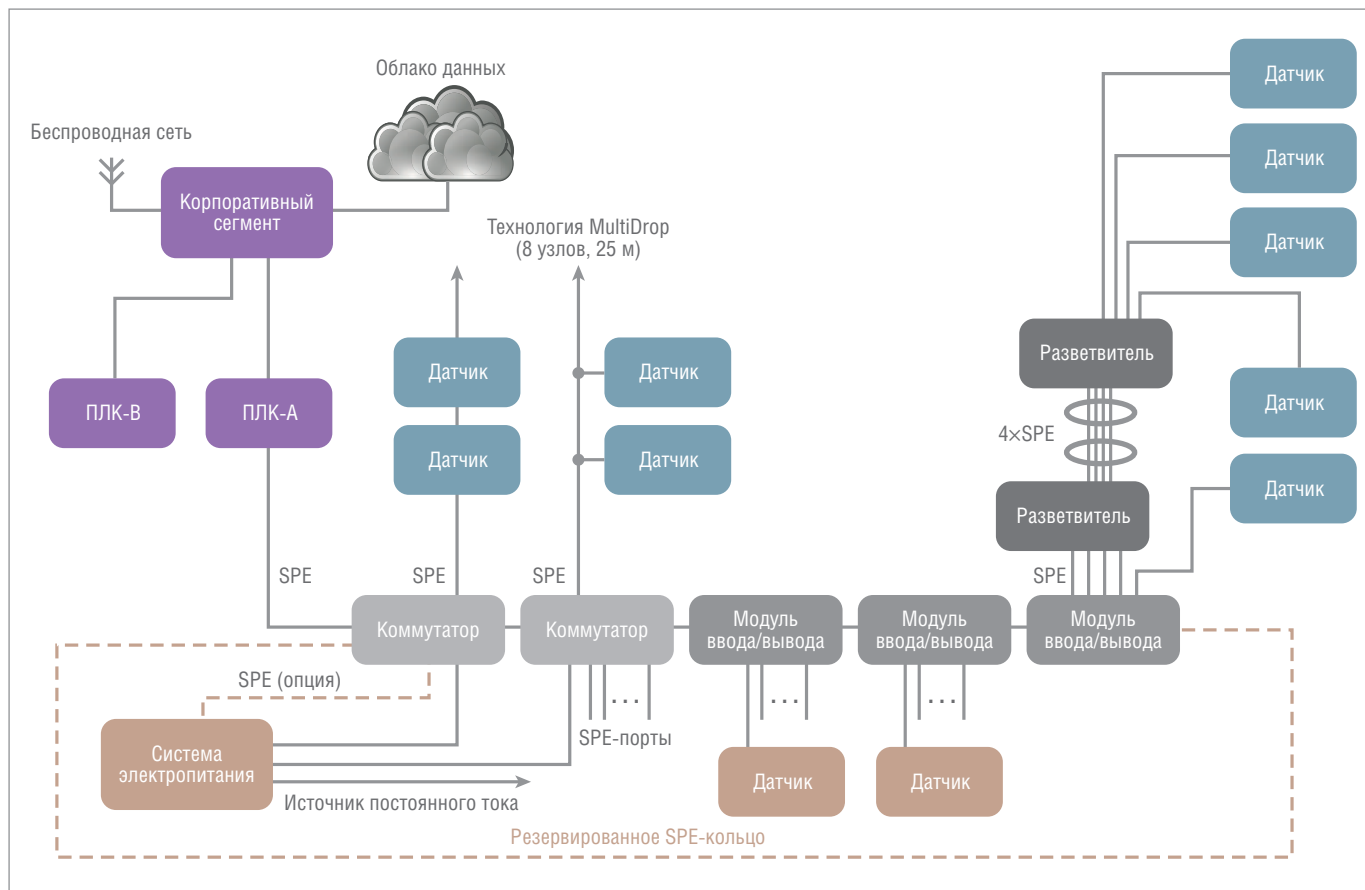 Облако данных
Датчик
Беспроводная сеть
Датчик
Корпоративный
сегмент
Датчик
Технология MultiDrop
(8 узлов, 25 м)
Разветвитель
Датчик
Датчик
ПЛК-В
ПЛК-А
Датчик
4×SPE
Датчик
Датчик
Датчик
Разветвитель
SPE
SPE
SPE
SPE
Коммутатор
Коммутатор
Модуль
ввода/вывода
Модуль
ввода/вывода
Модуль
ввода/вывода
SPE (опция)
...
...
...
SPE-порты
Система
электропитания
Датчик
Датчик
Источник постоянного тока
Резервированное SPE-кольцо